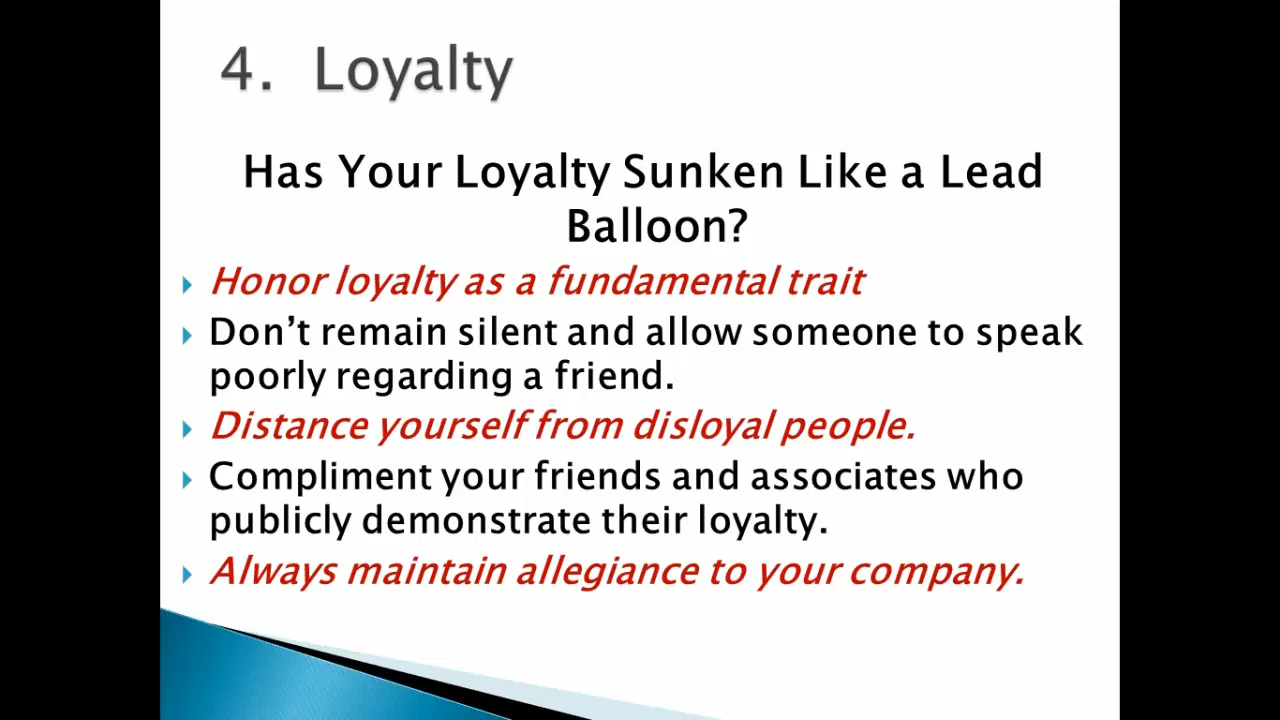 4. Loyalty
Has Your Loyalty Sunken Like a Lead
Balloon?
Honor loyalty as a fundamental trait
Don’t remain silent and allow someone to speak
poorly regarding a friend.
Distance yourself from disloyal people.
Compliment your friends and associates who
publicly demonstrate their loyalty.
Always maintain allegiance to your company.